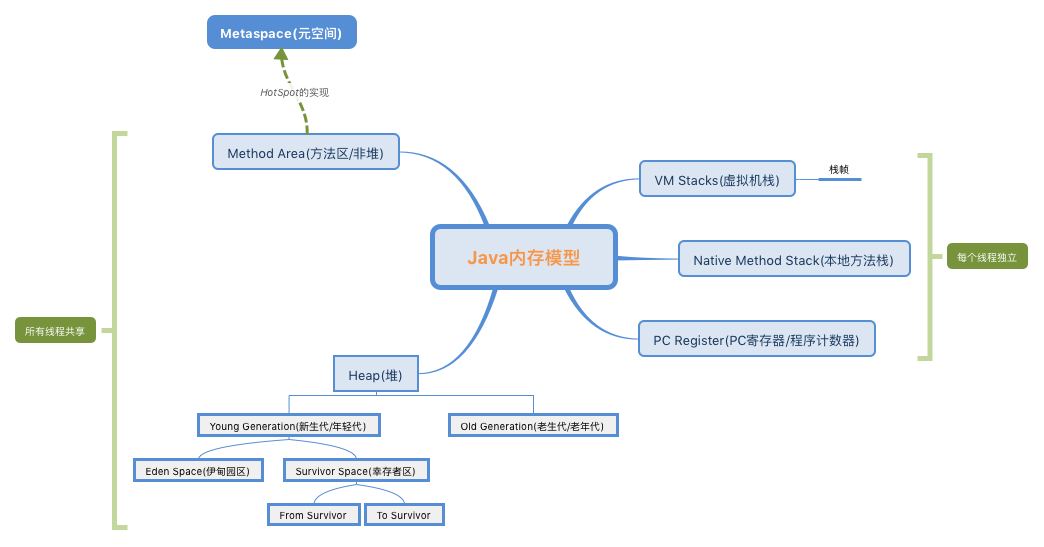 Metaspace(元空间)
HotSpot的实现
Method Area(方法区/非堆)
VM Stacks(虚拟机栈)
栈帧
Java内存模型
Native Method Stack(本地方法栈)
每个线程独立
所有线程共享
PC Register(PC寄存器/程序计数器)
Heap(堆)
Young Generation(新生代/年轻代)
Old Generation(老生代/老年代)
Eden Space(伊甸园区)
Survivor Space(幸存者区)
From Survivor
To Survivor